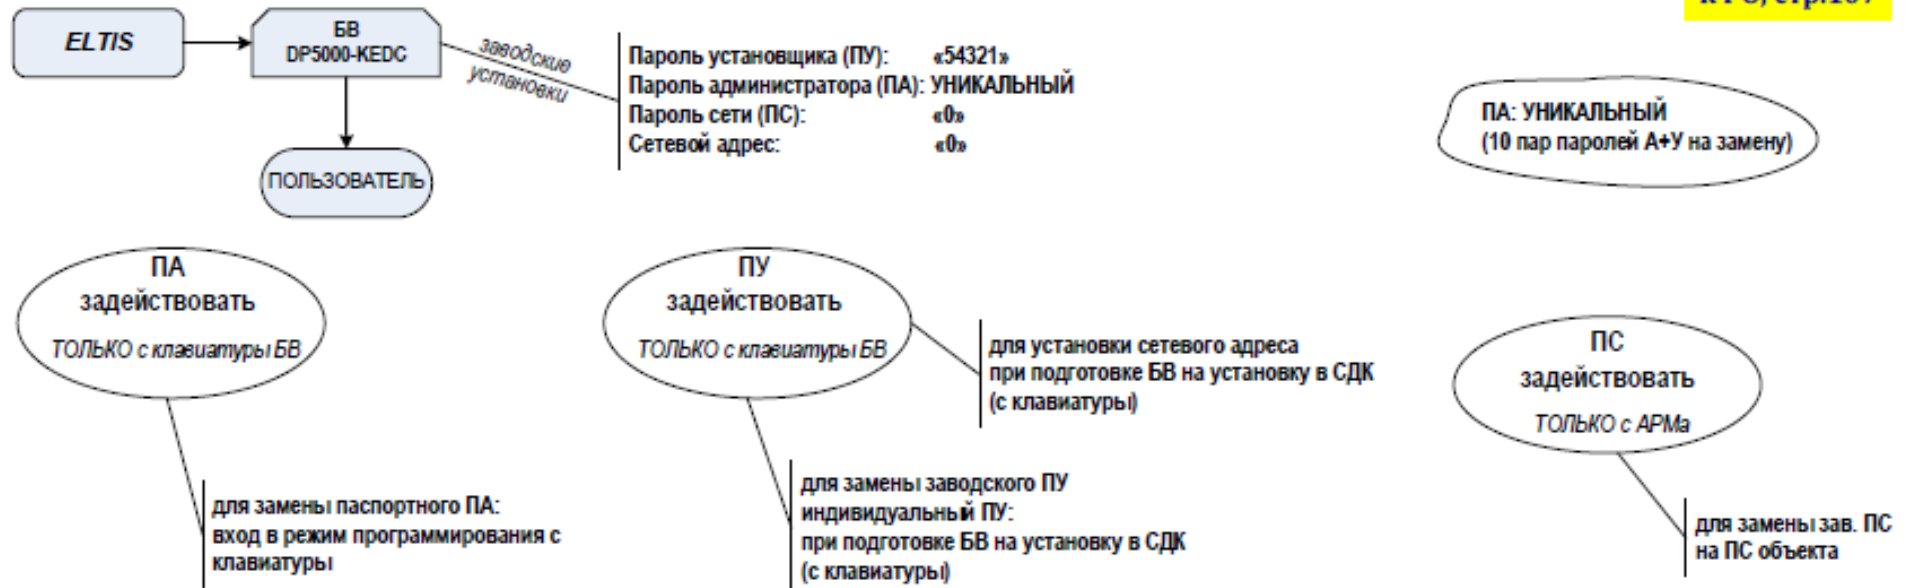 ELTIS
БВ
DP5000-KEDC
заводские
установки
Пароль установщика (ПУ): «54321»
Пароль администратора (ПА): УНИКАЛЬНЫЙ
Пароль сети (ПС): «0»
Сетевой адрес: «0»
ПОЛЬЗОВАТЕЛЬ
ПА: УНИКАЛЬНЫЙ
(10 пар паролей А+У на замену)
ПА
задействовать
ТОЛЬКО с клавиатуры БВ
для замены паспортного ПА:
вход в режим программирования с
клавиатуры
ПУ
задействовать
ТОЛЬКО с клавиатуры БВ
для установки сетевого адреса
при подготовке БВ на установку в СДК
(с клавиатуры)
для замены заводского ПУ
индивидуальный ПУ:
при подготовке БВ на установку в СДК
(с клавиатуры)
ПС
задействовать
ТОЛЬКО с АРМа
для замены зав. ПС
на ПС объекта